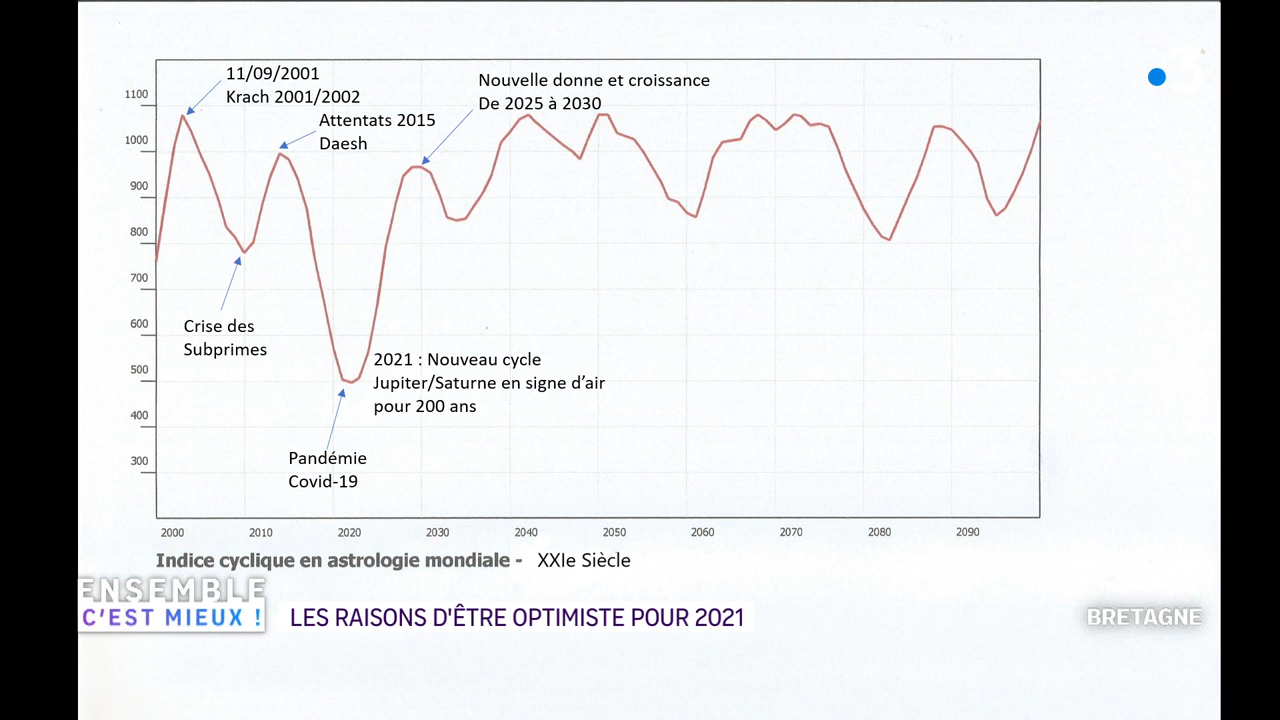 11/09/2001
Krach 2001/2002
Attentats 2015
Daesh
Nouvelle donne et croissance
De 2025 à 2030
1100
1000
900
800
700
600
500
400
300
Crise des
Subprimes
2021 : Nouveau cycle
Jupiter/Saturne en signe d'air
pour 200 ans
Pandémie
Covid-19
2000 2010 2020 2030 2040 2050 2060 2070 2080 2090
Indice cyclique en astrologie mondiale - XXIe Siècle
ENSEMBLE
C'EST MIEUX !
LES RAISONS D'ÊTRE OPTIMISTE POUR 2021
BRETAGNE
3